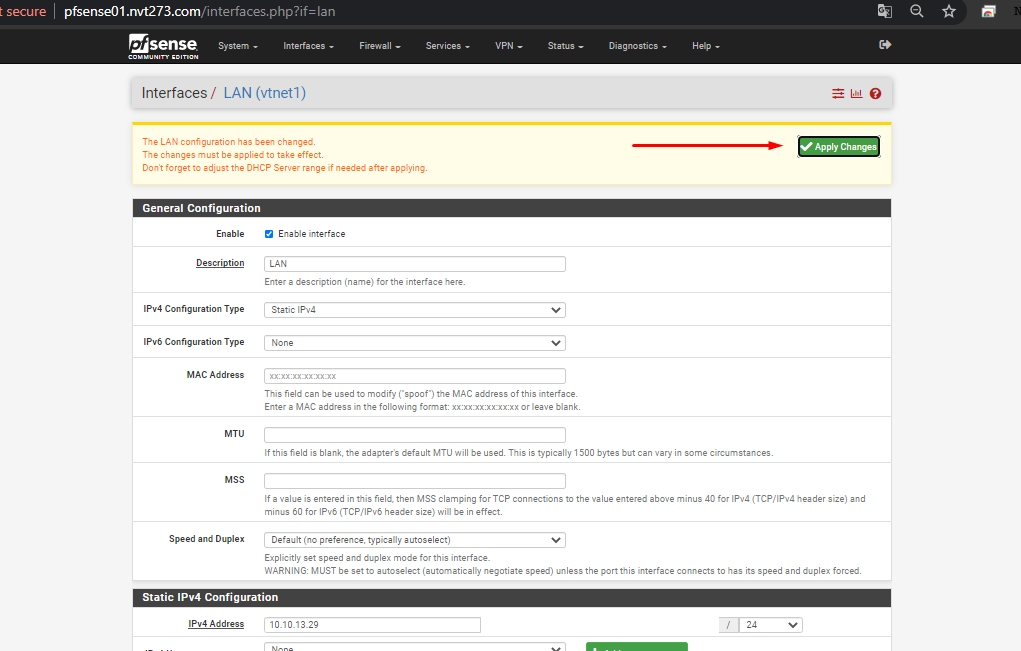 t secure pfsense01.nvt273.com/interfaces.php?if=lan
pfsense
COMMUNITY EDITION
System Interfaces Firewall Services VPN Status Diagnostics Help
Interfaces / LAN (vtnet1)
The LAN configuration has been changed.
The changes must be applied to take effect.
Don't forget to adjust the DHCP Server range if needed after applying.
Apply Changes
General Configuration
Enable Enable interface
Description LAN
Enter a description (name) for the interface here.
IPv4 Configuration Type Static IPv4
IPv6 Configuration Type None
MAC Address xx:xx:xx:xx:xx:xx
This field can be used to modify ("spoof") the MAC address of this interface.
Enter a MAC address in the following format: xx:xx:xx:xx:xx:xx or leave blank.
MTU
If this field is blank, the adapter's default MTU will be used. This is typically 1500 bytes but can vary in some circumstances.
MSS
If a value is entered in this field, then MSS clamping for TCP connections to the value entered above minus 40 for IPv4 (TCP/IPv4 header size) and
minus 60 for IPv6 (TCP/IPv6 header size) will be in effect.
Speed and Duplex Default (no preference, typically autoselect)
Explicitly set speed and duplex mode for this interface.
WARNING: MUST be set to autoselect (automatically negotiate speed) unless the port this interface connects to has its speed and duplex forced.
Static IPv4 Configuration
IPv4 Address 10.10.13.29 / 24
None